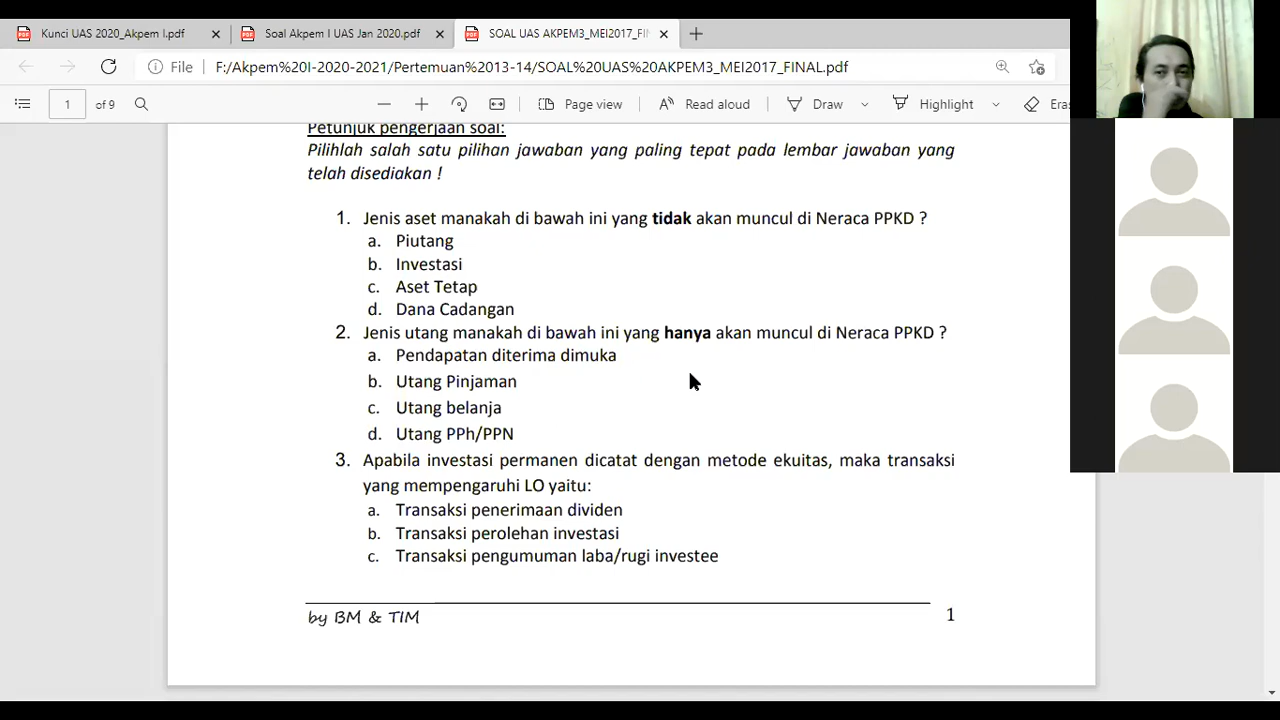 Kunci UAS 2020_Akpem I.pdf
Soal Akpem I UAS Jan 2020.pdf
SOAL UAS AKPEM3_MEI2017_FIN
File
F:/Akpem%20I-2020-2021/Pertemuan%2013-14/SOAL%20UAS%20AKPEM3_MEI2017_FINAL.pdf
1 of 9
Page view
Read aloud
Draw
Highlight
Eras
Petunjuk pengerjaan soal:
Pilihlah salah satu pilihan jawaban yang paling tepat pada lembar jawaban yang
telah disediakan !
1. Jenis aset manakah di bawah ini yang tidak akan muncul di Neraca PPKD ?
a. Piutang
b. Investasi
c. Aset Tetap
d. Dana Cadangan
2. Jenis utang manakah di bawah ini yang hanya akan muncul di Neraca PPKD ?
a. Pendapatan diterima dimuka
b. Utang Pinjaman
c. Utang belanja
d. Utang PPh/PPN
3. Apabila investasi permanen dicatat dengan metode ekuitas, maka transaksi
yang mempengaruhi LO yaitu:
a. Transaksi penerimaan dividen
b. Transaksi perolehan investasi
c. Transaksi pengumuman laba/rugi investee
by BM & TIM
1